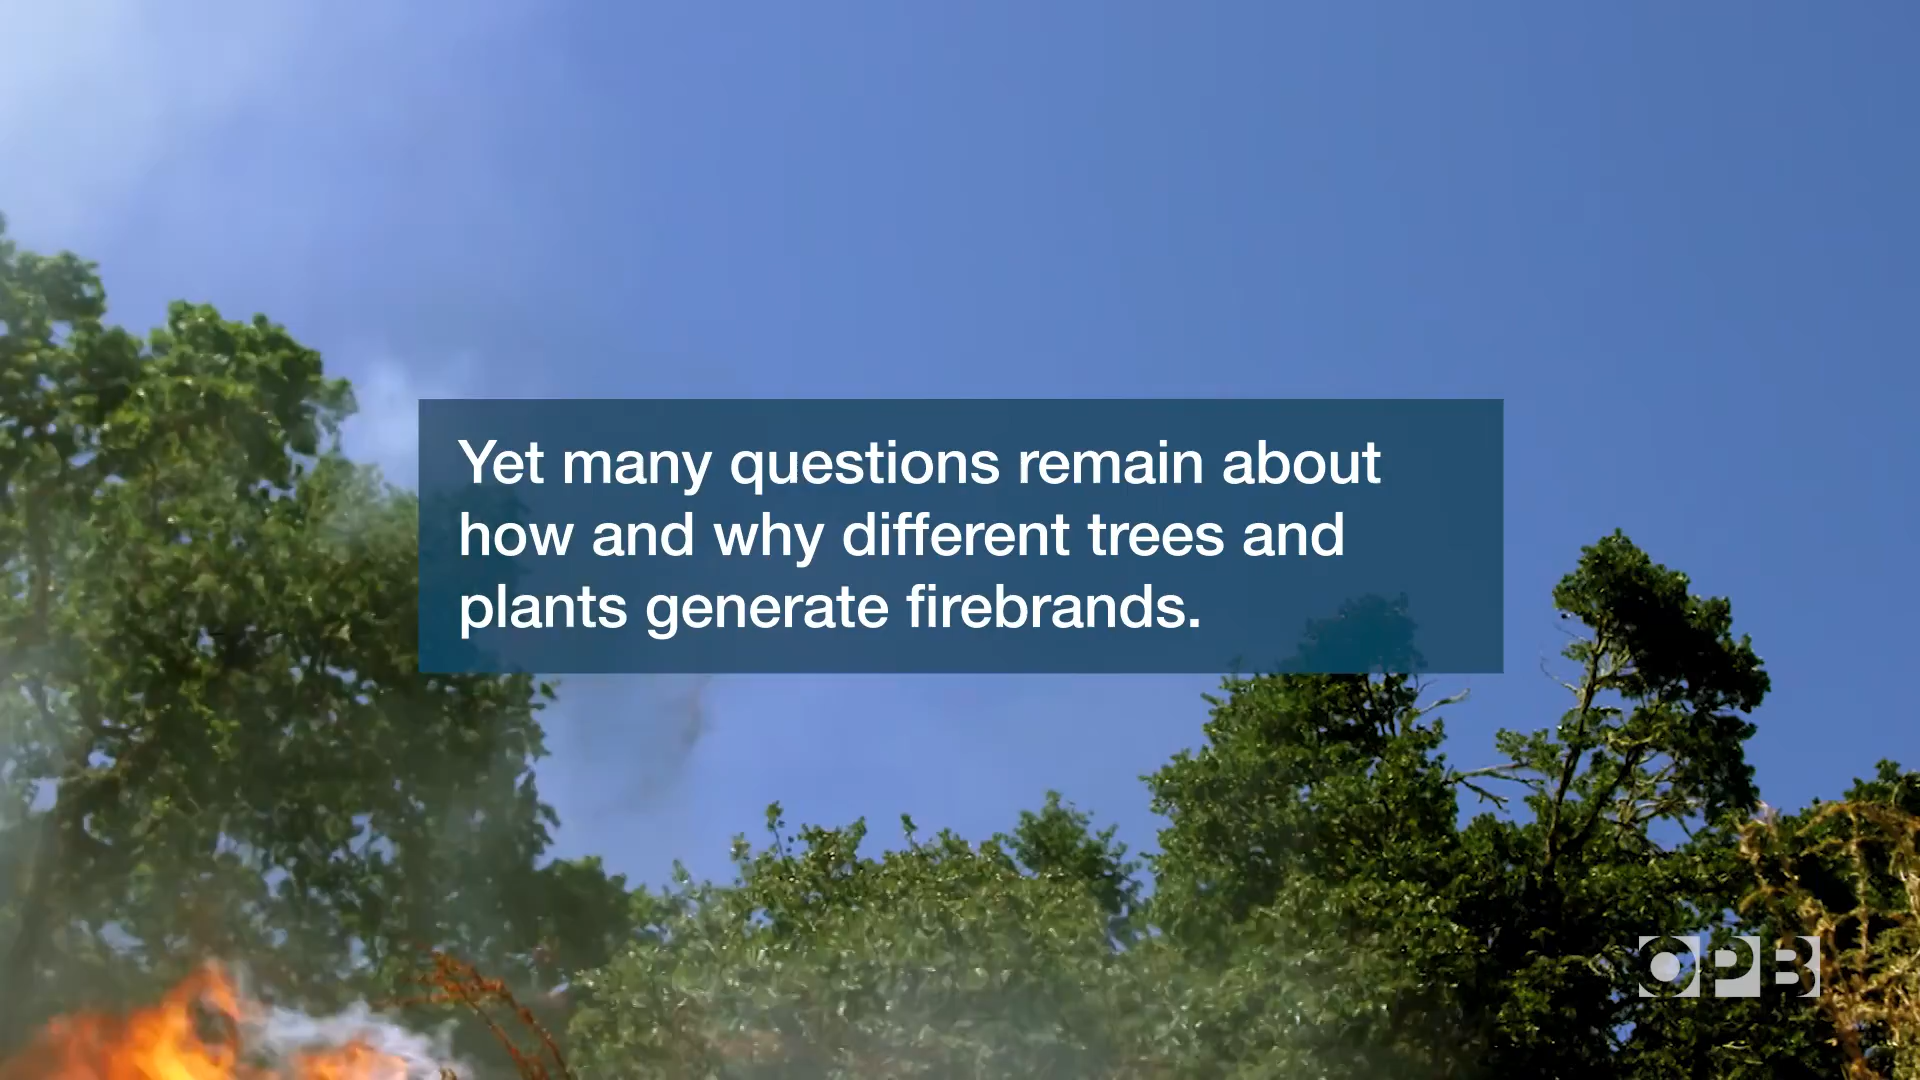 Yet many questions remain about
how and why different trees and
plants generate firebrands.
OPB